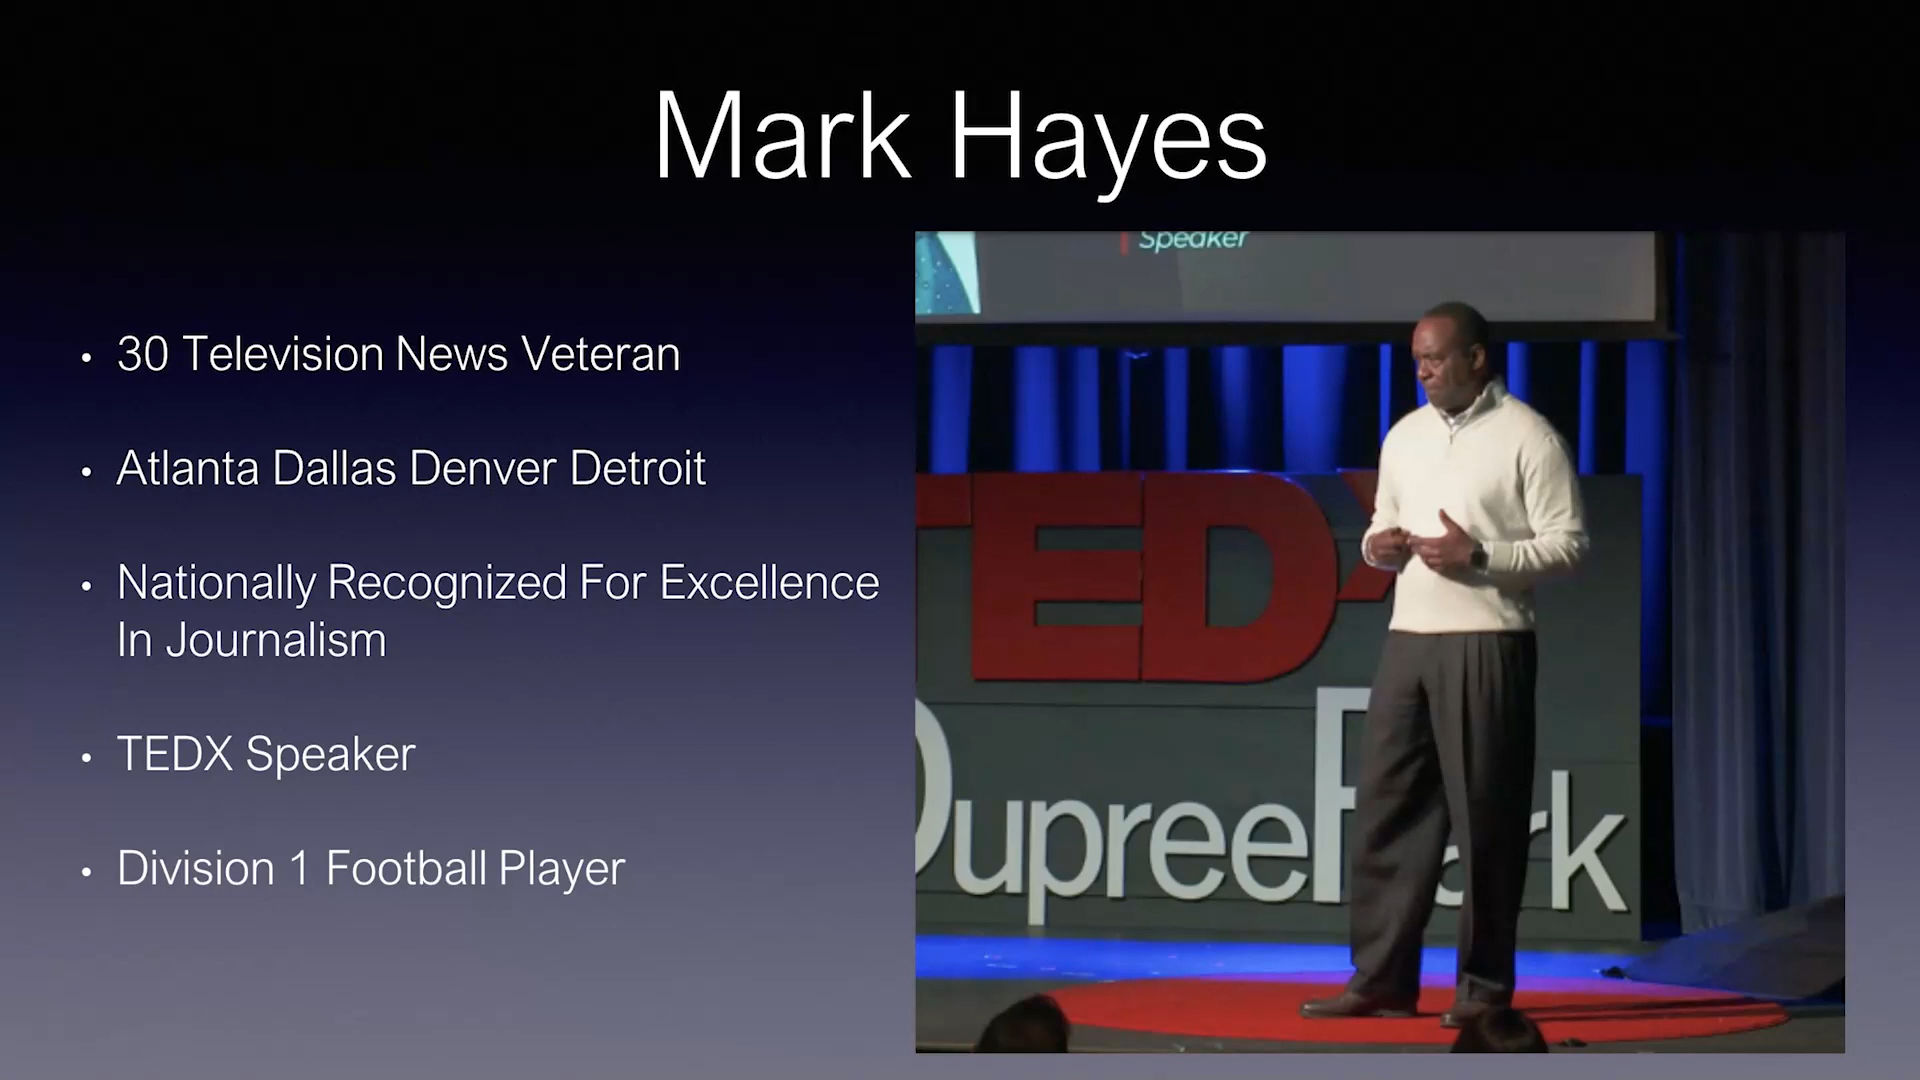 Mark Hayes
• 30 Television News Veteran
• Atlanta Dallas Denver Detroit
• Nationally Recognized For Excellence
In Journalism
• TEDX Speaker
• Division 1 Football Player
Speaker
TEDx
DupreePark